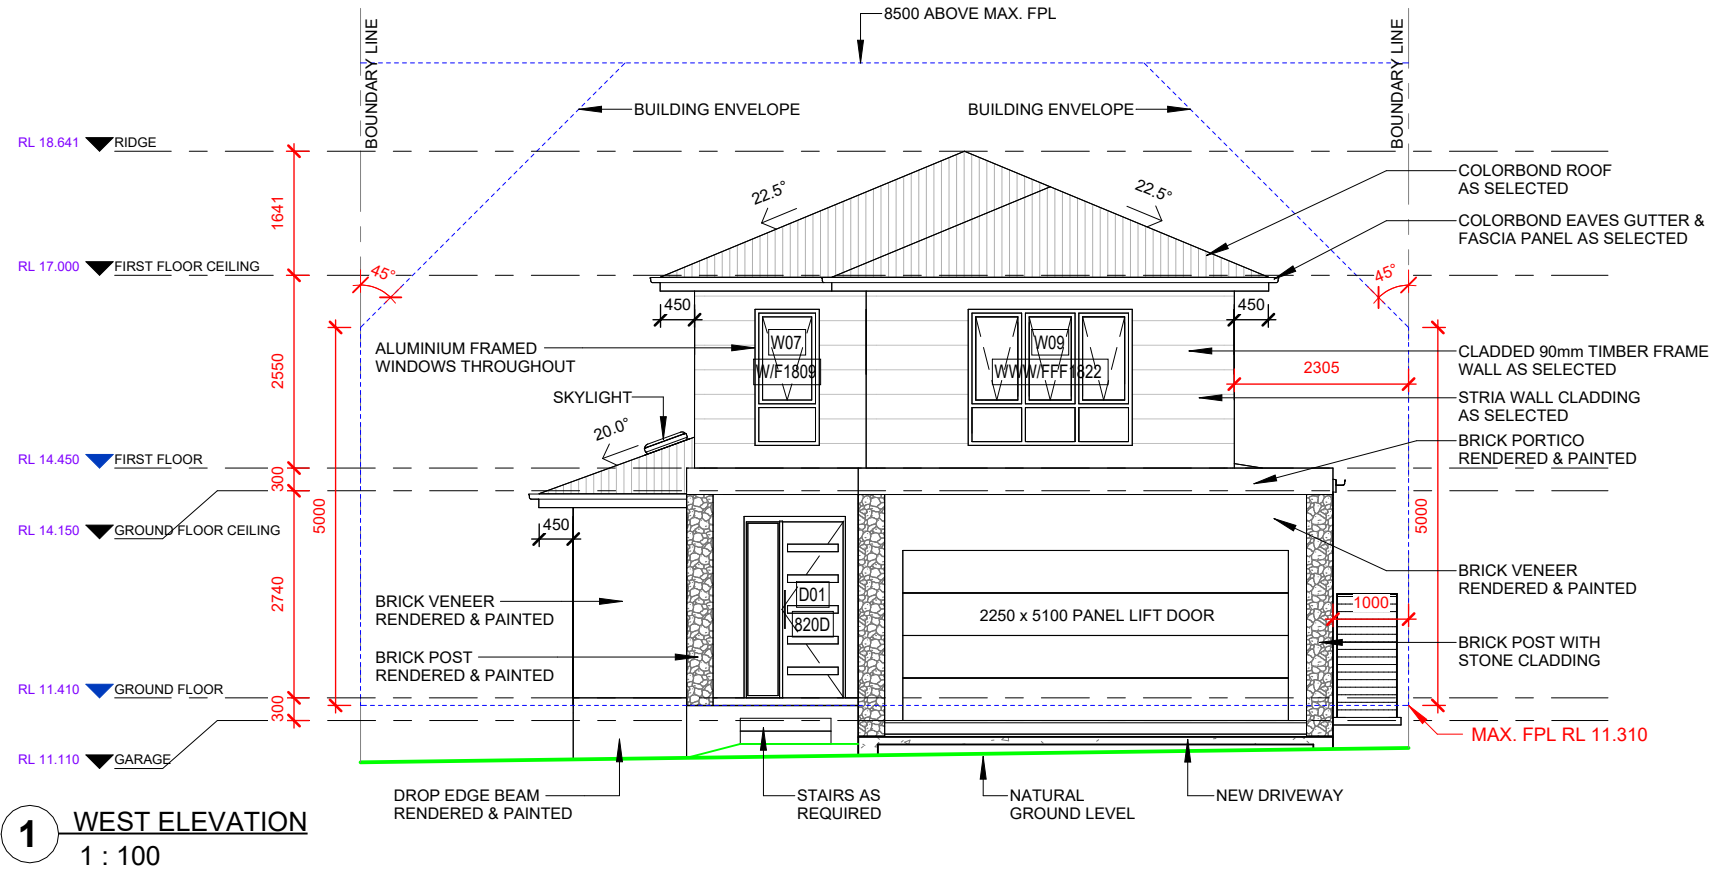 8500 ABOVE MAX. FPL
BOUNDARY LINE
BOUNDARY LINE
BUILDING ENVELOPE
BUILDING ENVELOPE
RL 18.641
RIDGE
1641
22.5°
22.5°
COLORBOND ROOF
AS SELECTED
COLORBOND EAVES GUTTER &
FASCIA PANEL AS SELECTED
RL 17.000
FIRST FLOOR CEILING
45°
45°
450
450
2550
ALUMINIUM FRAMED
WINDOWS THROUGHOUT
W07
W/F1809
W09
WWW/FFF1822
2305
CLADDED 90mm TIMBER FRAME
WALL AS SELECTED
SKYLIGHT
STRIA WALL CLADDING
AS SELECTED
20.0°
BRICK PORTICO
RENDERED & PAINTED
RL 14.450
FIRST FLOOR
300
5000
5000
RL 14.150
GROUND FLOOR CEILING
450
2740
BRICK VENEER
RENDERED & PAINTED
D01
820D
2250 x 5100 PANEL LIFT DOOR
BRICK VENEER
RENDERED & PAINTED
1000
BRICK POST
RENDERED & PAINTED
BRICK POST WITH
STONE CLADDING
RL 11.410
GROUND FLOOR
300
MAX. FPL RL 11.310
RL 11.110
GARAGE
DROP EDGE BEAM
RENDERED & PAINTED
STAIRS AS
REQUIRED
NATURAL
GROUND LEVEL
NEW DRIVEWAY
1
WEST ELEVATION
1 : 100